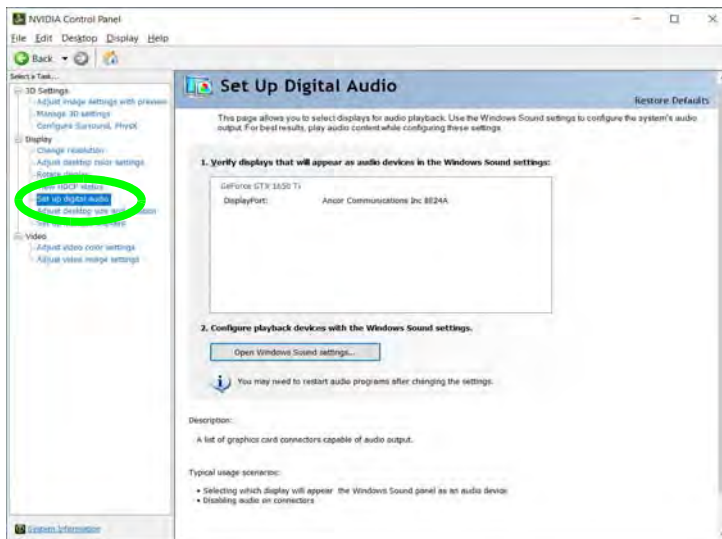 NVIDIA Control Panel
File Edit Desktop Display Help
Back
Select a Task...
3D Settings
Adjust image settings with preview
Manage 3D settings
Configure Surround, PhysX
Display
Change resolution
Adjust desktop color settings
Rotate display
View HDCP status
Set up digital audio
Adjust desktop size and position
Video
Adjust video color settings
Adjust video image settings
System Information
Set Up Digital Audio
Restore Defaults
This page allows you to select displays for audio playback. Use the Windows Sound settings to configure the system's audio
output. For best results, play audio content while configuring these settings
1. Verify displays that will appear as audio devices in the Windows Sound settings:
GeForce GTX 1650 Ti
DisplayPort: Ancor Communications Inc B024A
2. Configure playback devices with the Windows Sound settings.
Open Windows Sound settings...
You may need to restart audio programs after changing the settings.
Description:
A list of graphics card connectors capable of audio output.
Typical usage scenarios:
• Selecting which display will appear the Windows Sound panel as an audio device
• Disabling audio on connectors